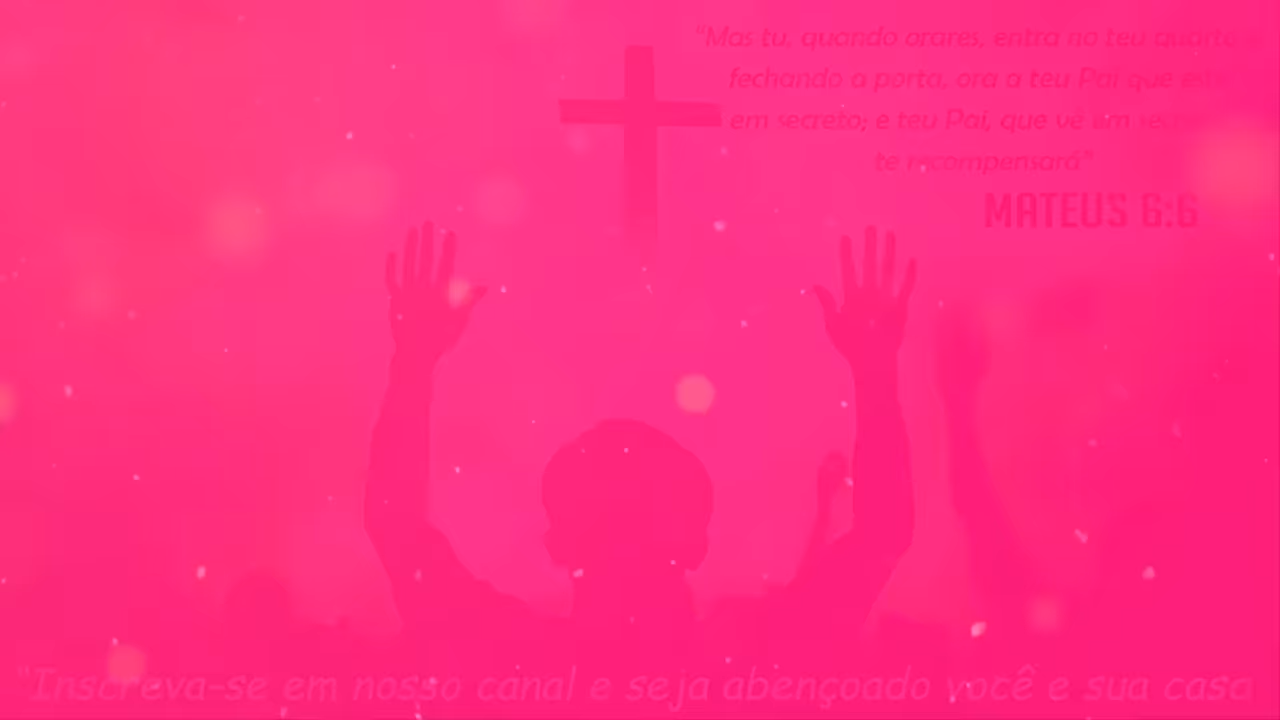 "Mas tu, quando orares, entra no teu quarto e
fechando a porta, ora a teu Pai que está
em secreto; e teu Pai, que vê em
te recompensará"
MATEUS 6:6
"Inscreva-se em nosso canal e seja abençoado você e sua casa